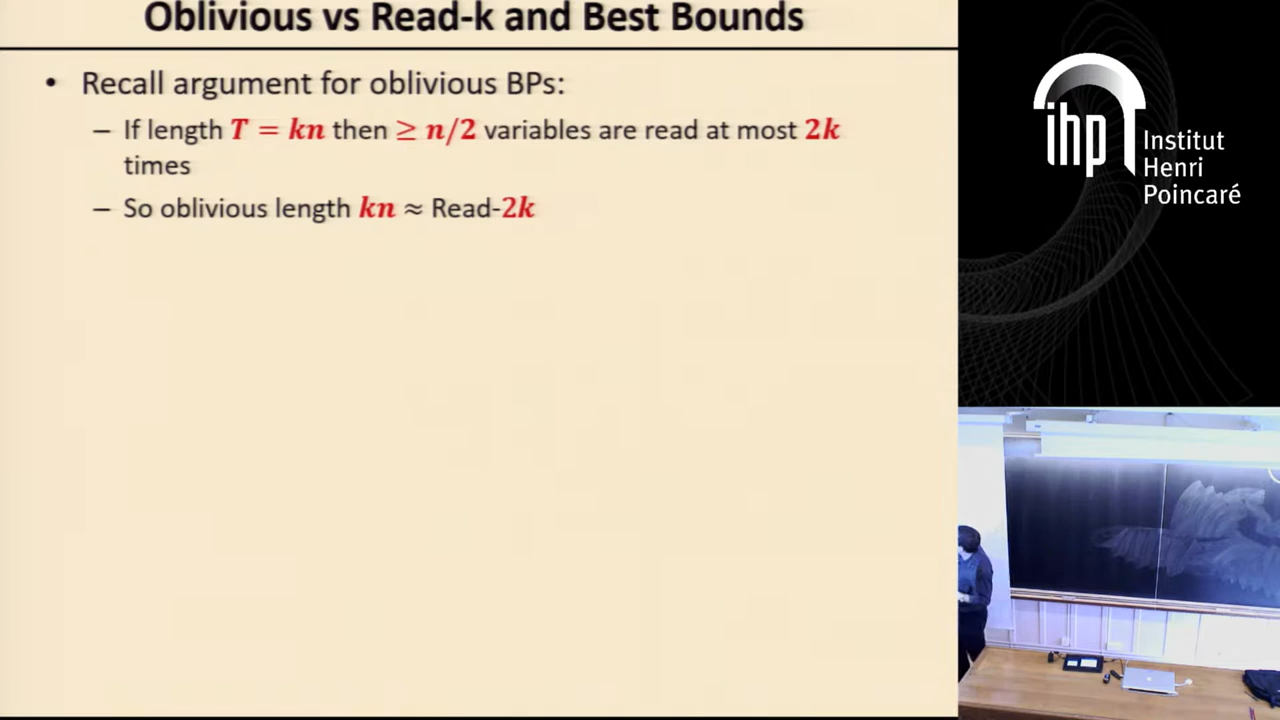 Oblivious vs Read-k and Best Bounds
• Recall argument for oblivious BPs:
– If length T = kn then ≥ n/2 variables are read at most 2k
times
– So oblivious length kn ≈ Read-2k
ihp
Institut
Henri
Poincaré